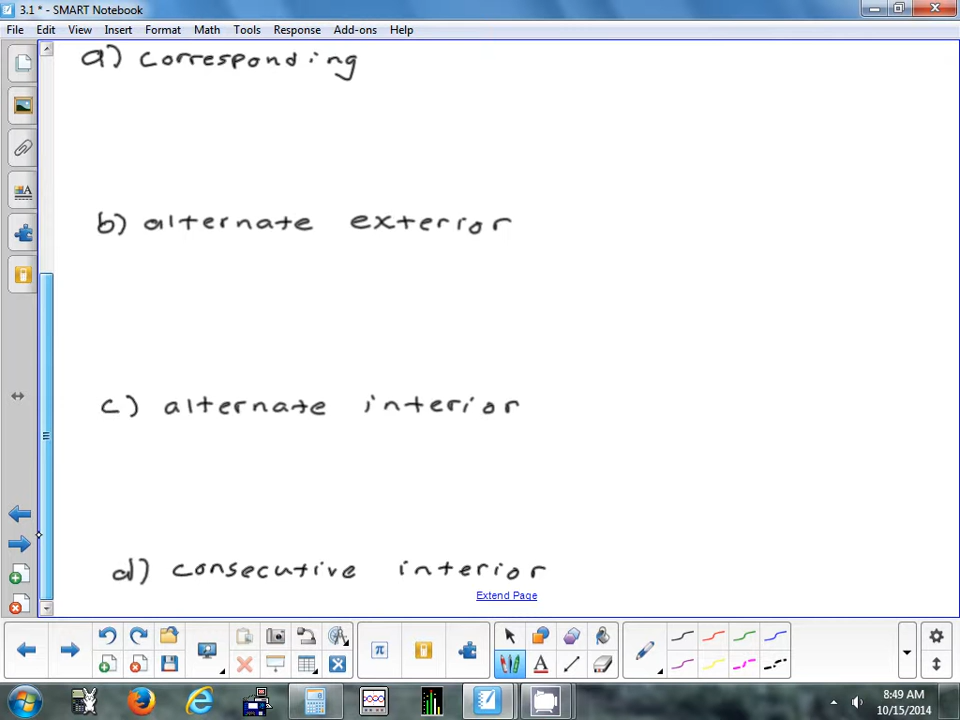 3.1 * - SMART Notebook
File Edit View Insert Format Math Tools Response Add-ons Help
a) corresponding
b) alternate exterior
c) alternate interior
d) consecutive interior
Extend Page
8:49 AM
10/15/2014